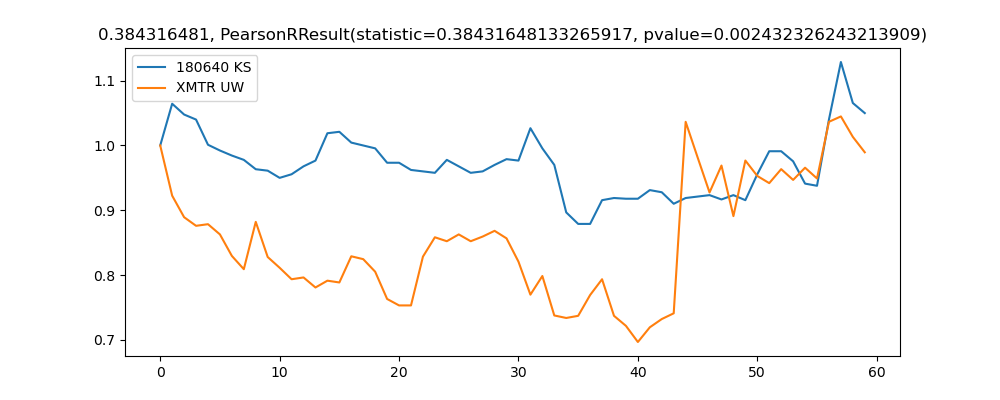 0.384316481, PearsonRResult(statistic=0.38431648133265917, pvalue=0.002432326243213909)
180640 KS
XMTR UW
1.1
1.0
0.9
0.8
0.7
0 10 20 30 40 50 60